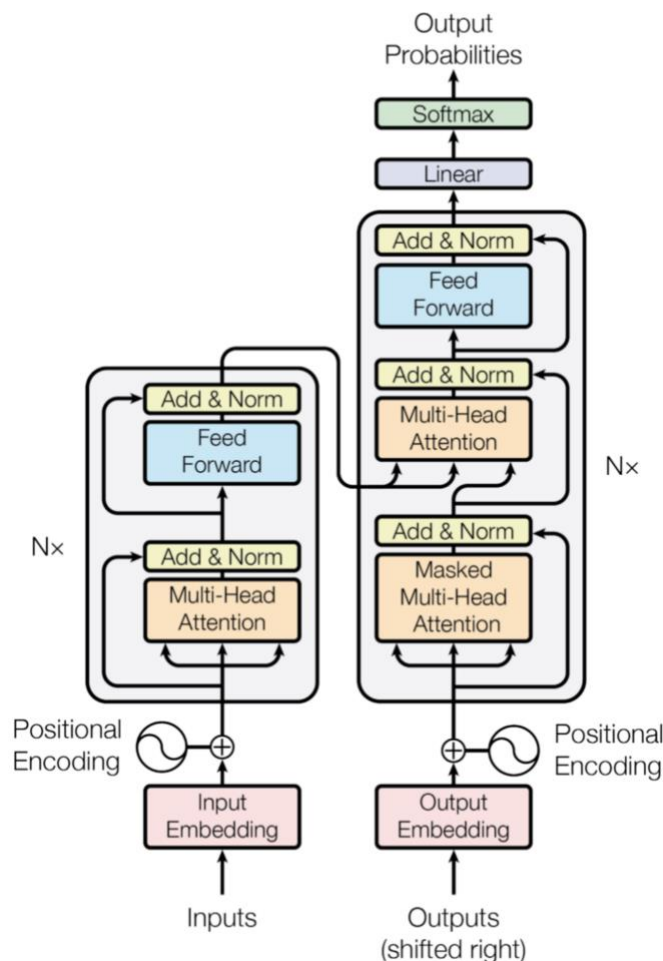 Output
Probabilities
Softmax
Linear
Add & Norm
Feed
Forward
Add & Norm
Multi-Head
Attention
Nx
Add & Norm
Masked
Multi-Head
Attention
Add & Norm
Feed
Forward
Nx
Add & Norm
Multi-Head
Attention
Positional
Encoding
Positional
Encoding
Input
Embedding
Output
Embedding
Inputs
Outputs
(shifted right)